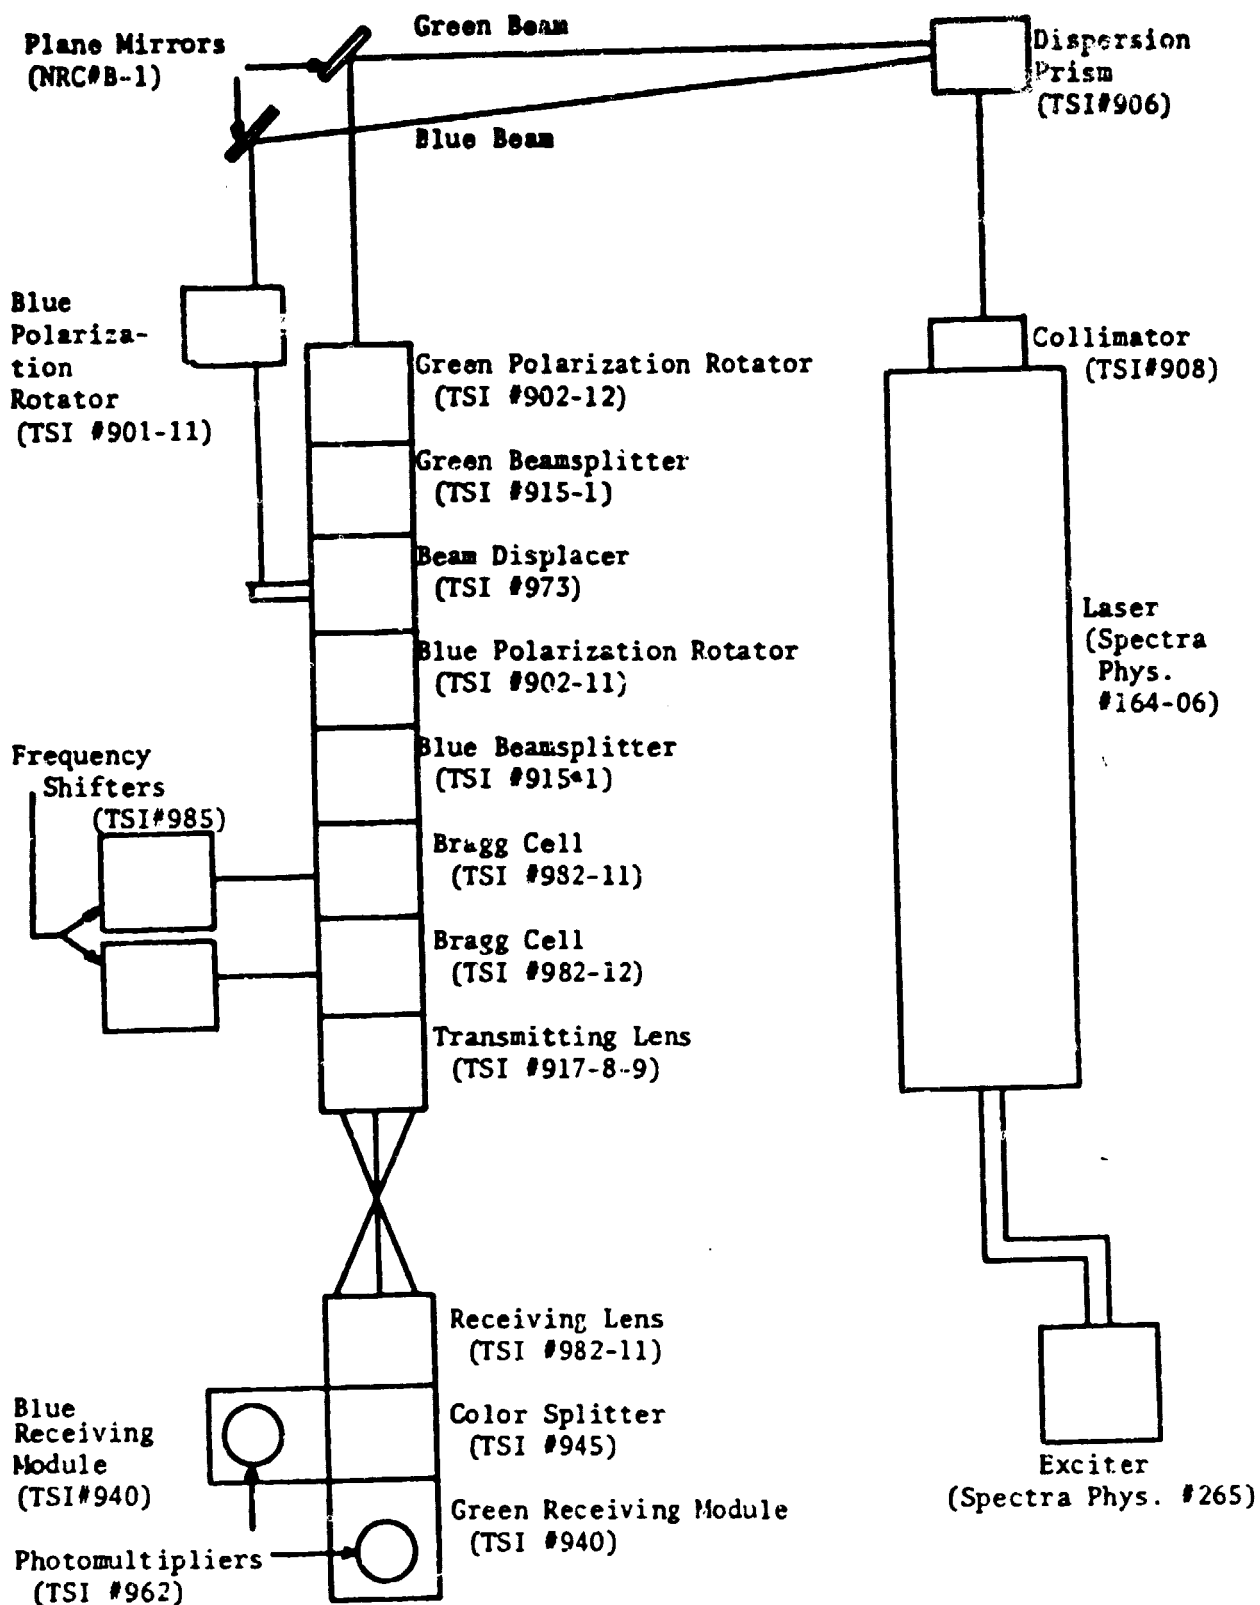 Green Beam
Plane Mirrors
(NRC#B-1)
Dispersion
Prism
(TSI#906)
Blue Beam
Blue
Polariza-
tion
Rotator
(TSI #901-11)
Collimator
(TSI#908)
Green Polarization Rotator
(TSI #902-12)
Green Beamsplitter
(TSI #915-1)
Beam Displacer
(TSI #973)
Laser
(Spectra
Phys.
#164-06)
Blue Polarization Rotator
(TSI #902-11)
Blue Beamsplitter
(TSI #915-1)
Frequency
Shifters
(TSI#985)
Bragg Cell
(TSI #982-11)
Bragg Cell
(TSI #982-12)
Transmitting Lens
(TSI #917-8-9)
Receiving Lens
(TSI #982-11)
Color Splitter
(TSI #945)
Blue
Receiving
Module
(TSI#940)
Exciter
(Spectra Phys. #265)
Green Receiving Module
(TSI #940)
Photomultipliers
(TSI #962)